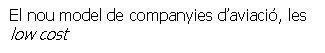 El nou model de companyies d’aviació, les
low cost